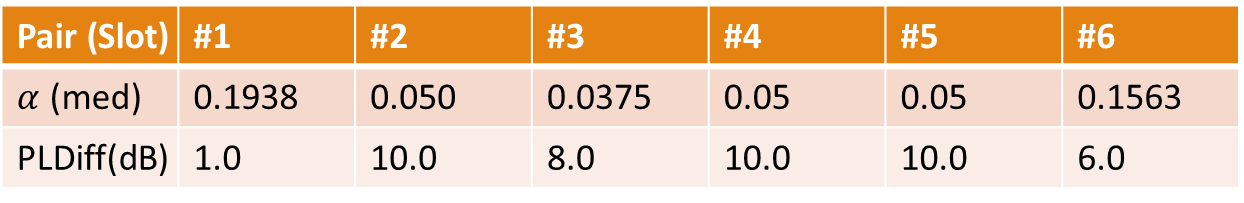 Pair (Slot) #1 #2 #3 #4 #5 #6
𝛼 (med) 0.1938 0.050 0.0375 0.05 0.05 0.1563
PLDiff(dB) 1.0 10.0 8.0 10.0 10.0 6.0